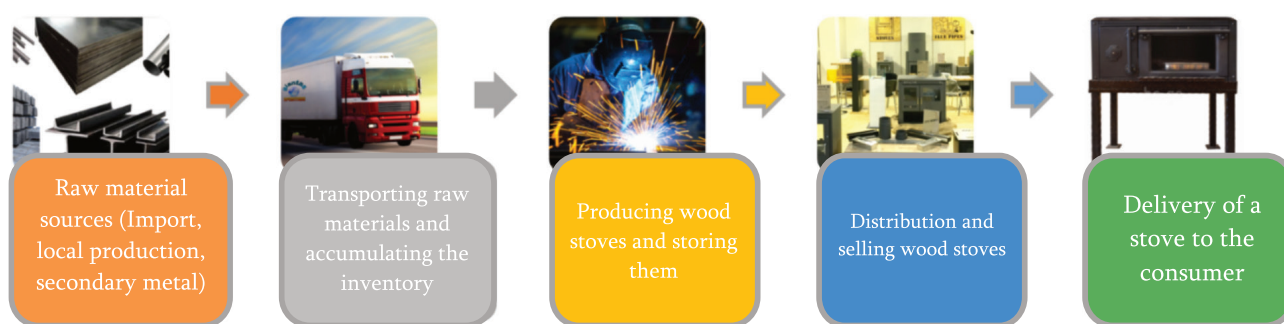 Raw material
sources (Import,
local production,
secondary metal)
Transporting raw
materials and
accumulating the
inventory
Producing wood
stoves and storing
them
Distribution and
selling wood stoves
Delivery of a
stove to the
consumer